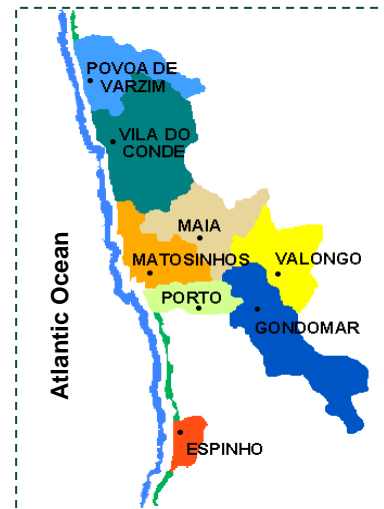 POVOA DE
VARZIM
VILA DO
CONDE
MAIA
MATOSINHOS
VALONGO
PORTO
GONDOMAR
Atlantic Ocean
ESPINHO